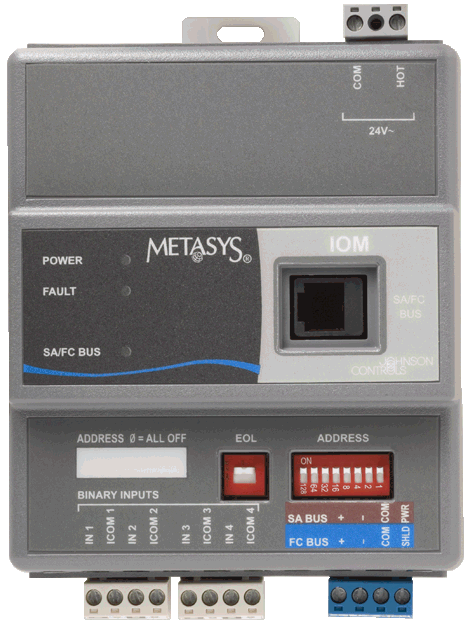 COM HOT
24V~
METASYS®
IOM
POWER
FAULT
SA/FC BUS
SA/FC
BUS
JOHNSON
CONTROLS
ADDRESS Ø = ALL OFF
EOL
ADDRESS
ON
128 64 32 16 8 4 2 1
BINARY INPUTS
IN 1 ICOM 1 IN 2 ICOM 2 IN 3 ICOM 3 IN 4 ICOM 4
SA BUS + - COM PWR
FC BUS + - COM SHLD